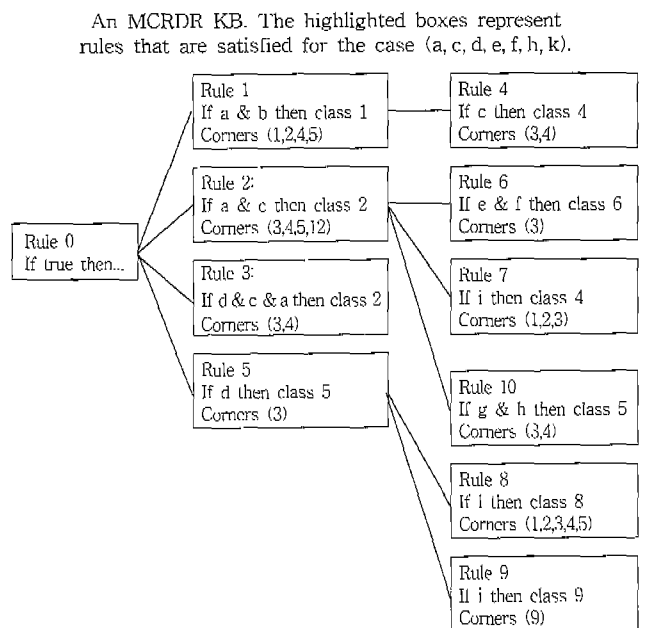 An MCRDR KB. The highlighted boxes represent
rules that are satisfied for the case (a, c, d, e, f, h, k).
Rule 0
If true then...
Rule 1
If a & b then class 1
Corners (1,2,4,5)
Rule 2:
If a & c then class 2
Corners (3,4,5,12)
Rule 3:
If d & c & a then class 2
Corners (3,4)
Rule 5
If d then class 5
Corners (3)
Rule 4
If c then class 4
Corners (3,4)
Rule 6
If e & f then class 6
Corners (3)
Rule 7
If i then class 4
Corners (1,2,3)
Rule 10
If g & h then class 5
Corners (3,4)
Rule 8
If i then class 8
Corners (1,2,3,4,5)
Rule 9
If i then class 9
Corners (9)